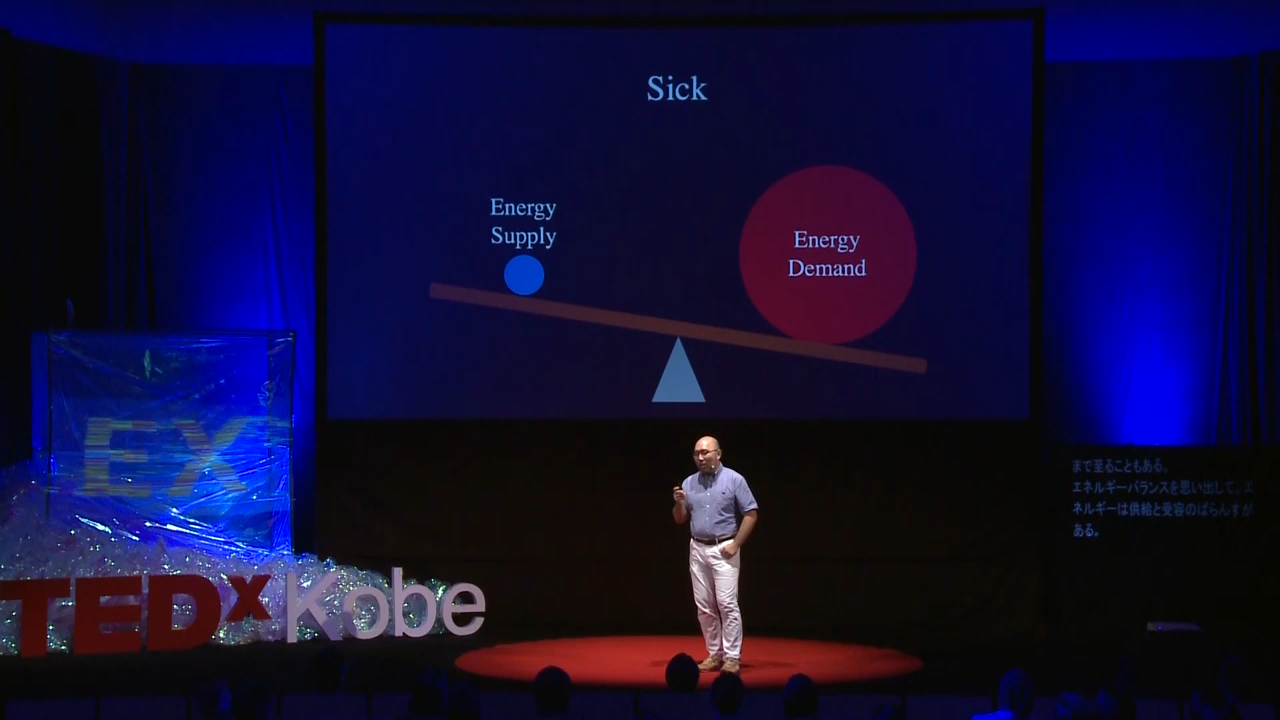 Sick
Energy
Supply
Energy
Demand
EX
まで至ることもある。
エネルギーバランスを思い出して、エ
ネルギーは供給と受容のばらんすが
ある。
TEDxKobe